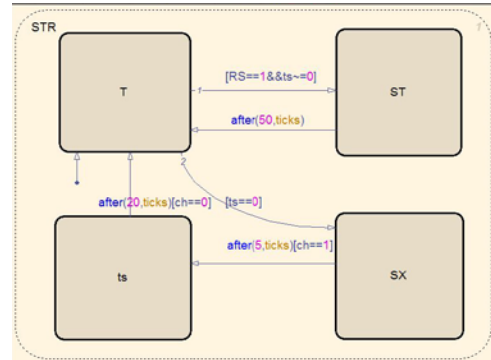 STR
1
T
[RS==1&&ts~=0]
1
ST
after(50,ticks)
2
after(20,ticks)[ch==0]
[ts==0]
after(5,ticks)[ch==1]
ts
SX